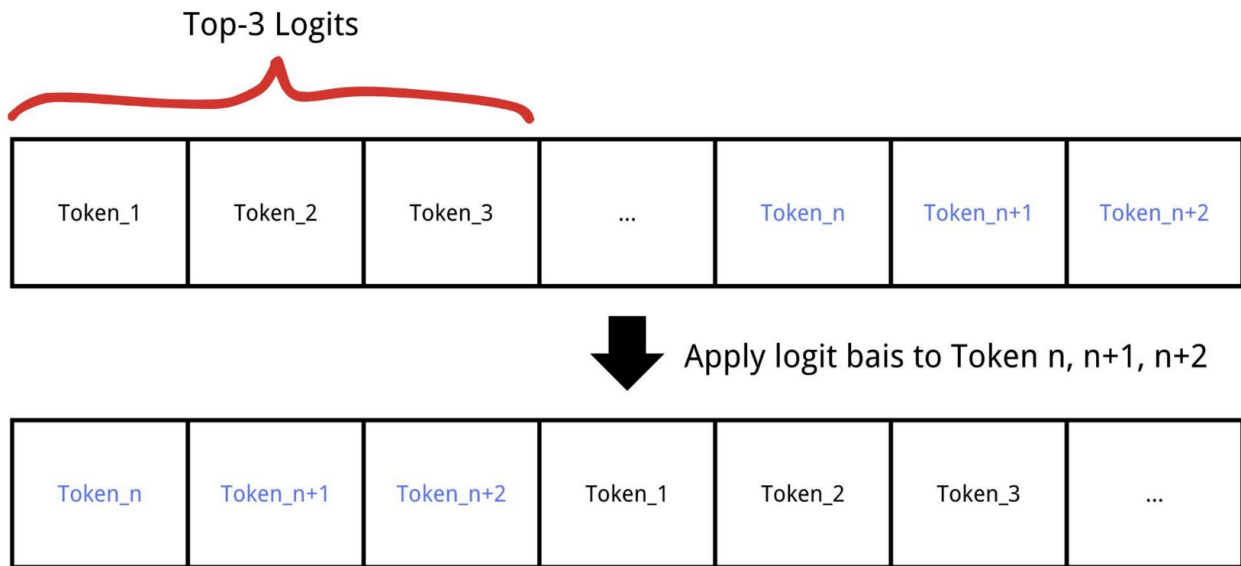 Top-3 Logits
Token_1 Token_2 Token_3 ... Token_n Token_n+1 Token_n+2
Apply logit bais to Token n, n+1, n+2
Token_n Token_n+1 Token_n+2 Token_1 Token_2 Token_3 ...